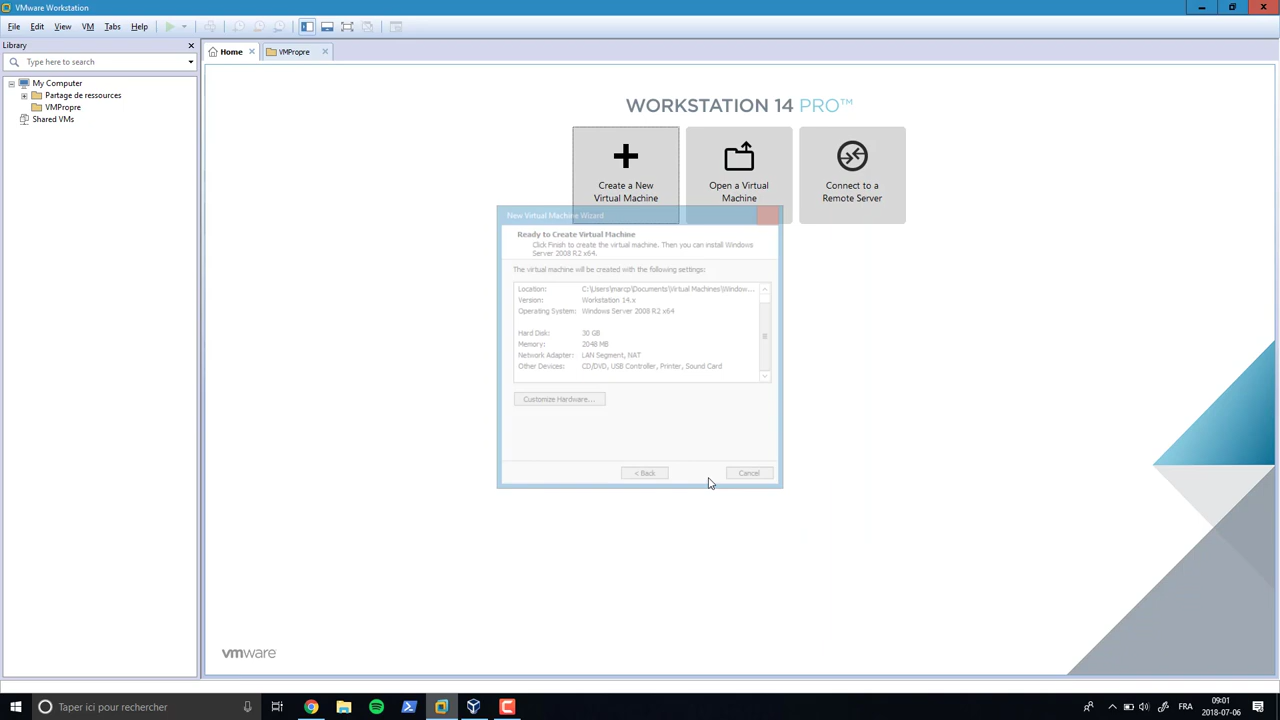 VMware Workstation
File Edit View VM Tabs Help
Library
Type here to search
My Computer
Partage de ressources
VMPropre
Shared VMs
Home
VMPropre
WORKSTATION 14 PRO™
Create a New
Virtual Machine
Open a Virtual
Machine
Connect to a
Remote Server
New Virtual Machine Wizard
Ready to Create Virtual Machine
Click Finish to create the virtual machine. Then you can install Windows
Server 2008 R2 x64.
The virtual machine will be created with the following settings:
Location: C:\Users\marcp\Documents\Virtual Machines\Window...
Version: Workstation 14.x
Operating System: Windows Server 2008 R2 x64
Hard Disk: 30 GB
Memory: 2048 MB
Network Adapter: LAN Segment, NAT
Other Devices: CD/DVD, USB Controller, Printer, Sound Card
Customize Hardware...
< Back Cancel
vmware
Taper ici pour rechercher
FRA
09:01
2018-07-06